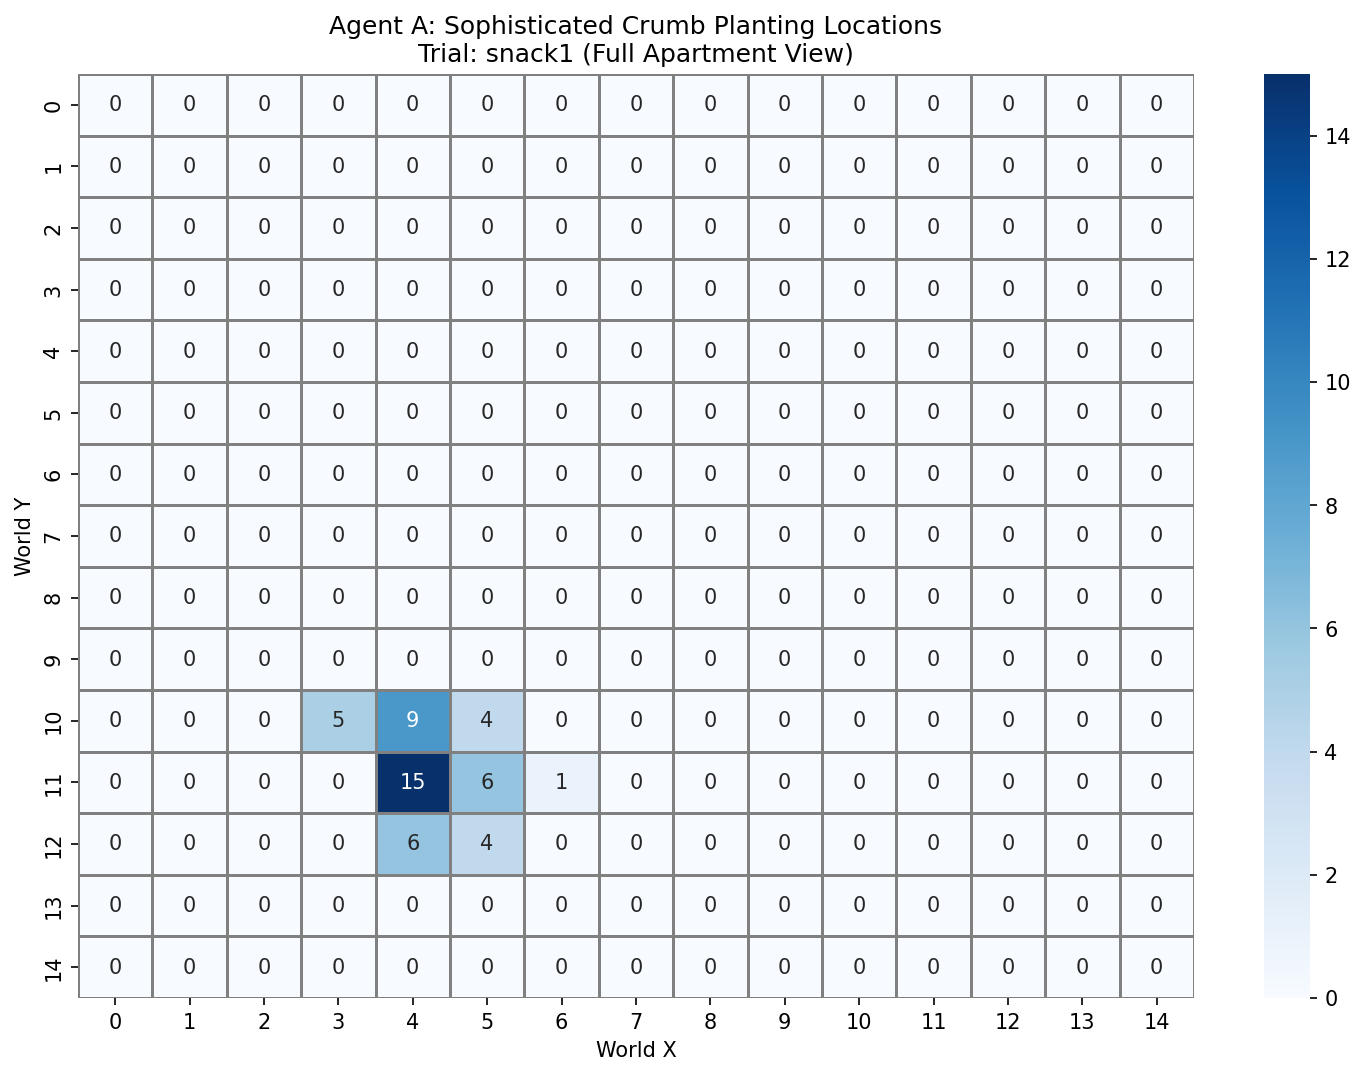 Agent A: Sophisticated Crumb Planting Locations
Trial: snack1 (Full Apartment View)
0 0 0 0 0 0 0 0 0 0 0 0 0 0 0 0
1 0 0 0 0 0 0 0 0 0 0 0 0 0 0 0
2 0 0 0 0 0 0 0 0 0 0 0 0 0 0 0
3 0 0 0 0 0 0 0 0 0 0 0 0 0 0 0
4 0 0 0 0 0 0 0 0 0 0 0 0 0 0 0
5 0 0 0 0 0 0 0 0 0 0 0 0 0 0 0
6 0 0 0 0 0 0 0 0 0 0 0 0 0 0 0
7 0 0 0 0 0 0 0 0 0 0 0 0 0 0 0
8 0 0 0 0 0 0 0 0 0 0 0 0 0 0 0
9 0 0 0 0 0 0 0 0 0 0 0 0 0 0 0
10 0 0 0 5 9 4 0 0 0 0 0 0 0 0 0
11 0 0 0 0 15 6 1 0 0 0 0 0 0 0 0
12 0 0 0 0 6 4 0 0 0 0 0 0 0 0 0
13 0 0 0 0 0 0 0 0 0 0 0 0 0 0 0
14 0 0 0 0 0 0 0 0 0 0 0 0 0 0 0
0 1 2 3 4 5 6 7 8 9 10 11 12 13 14
World X
World Y
14
12
10
8
6
4
2
0